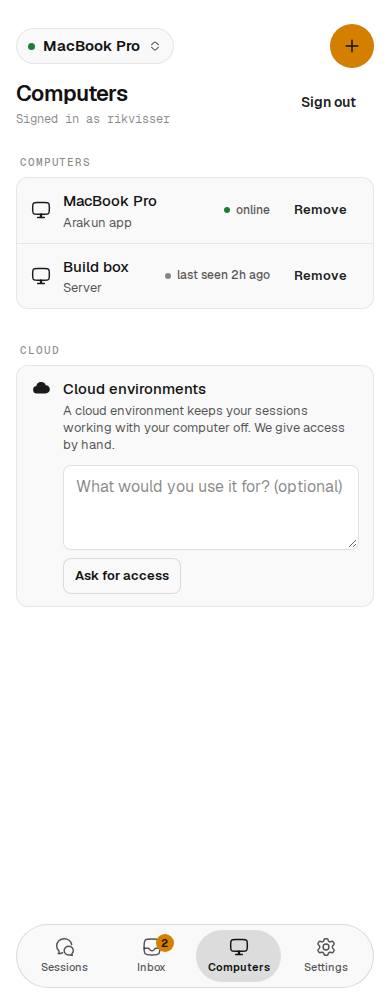 MacBook Pro
Computers
Sign out
Signed in as rikvisser
COMPUTERS
MacBook Pro
Arakun app
online
Remove
Build box
Server
last seen 2h ago
Remove
CLOUD
Cloud environments
A cloud environment keeps your sessions
working with your computer off. We give access
by hand.
What would you use it for? (optional)
Ask for access
Sessions
2
Inbox
Computers
Settings